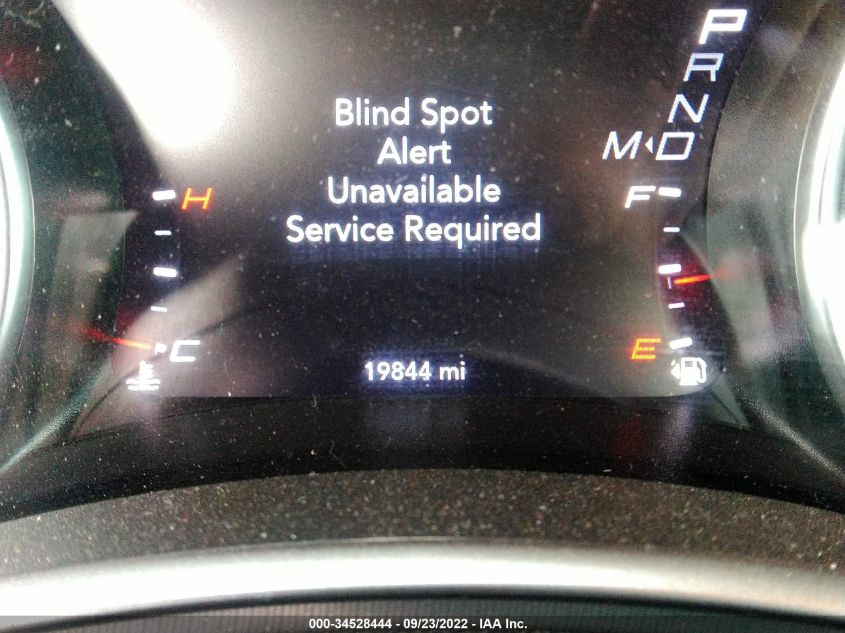 P
R
N
M D
Blind Spot
Alert
Unavailable
Service Required
H
F
C
E
19844 mi
000-34528444 - 09/23/2022 - IAA Inc.